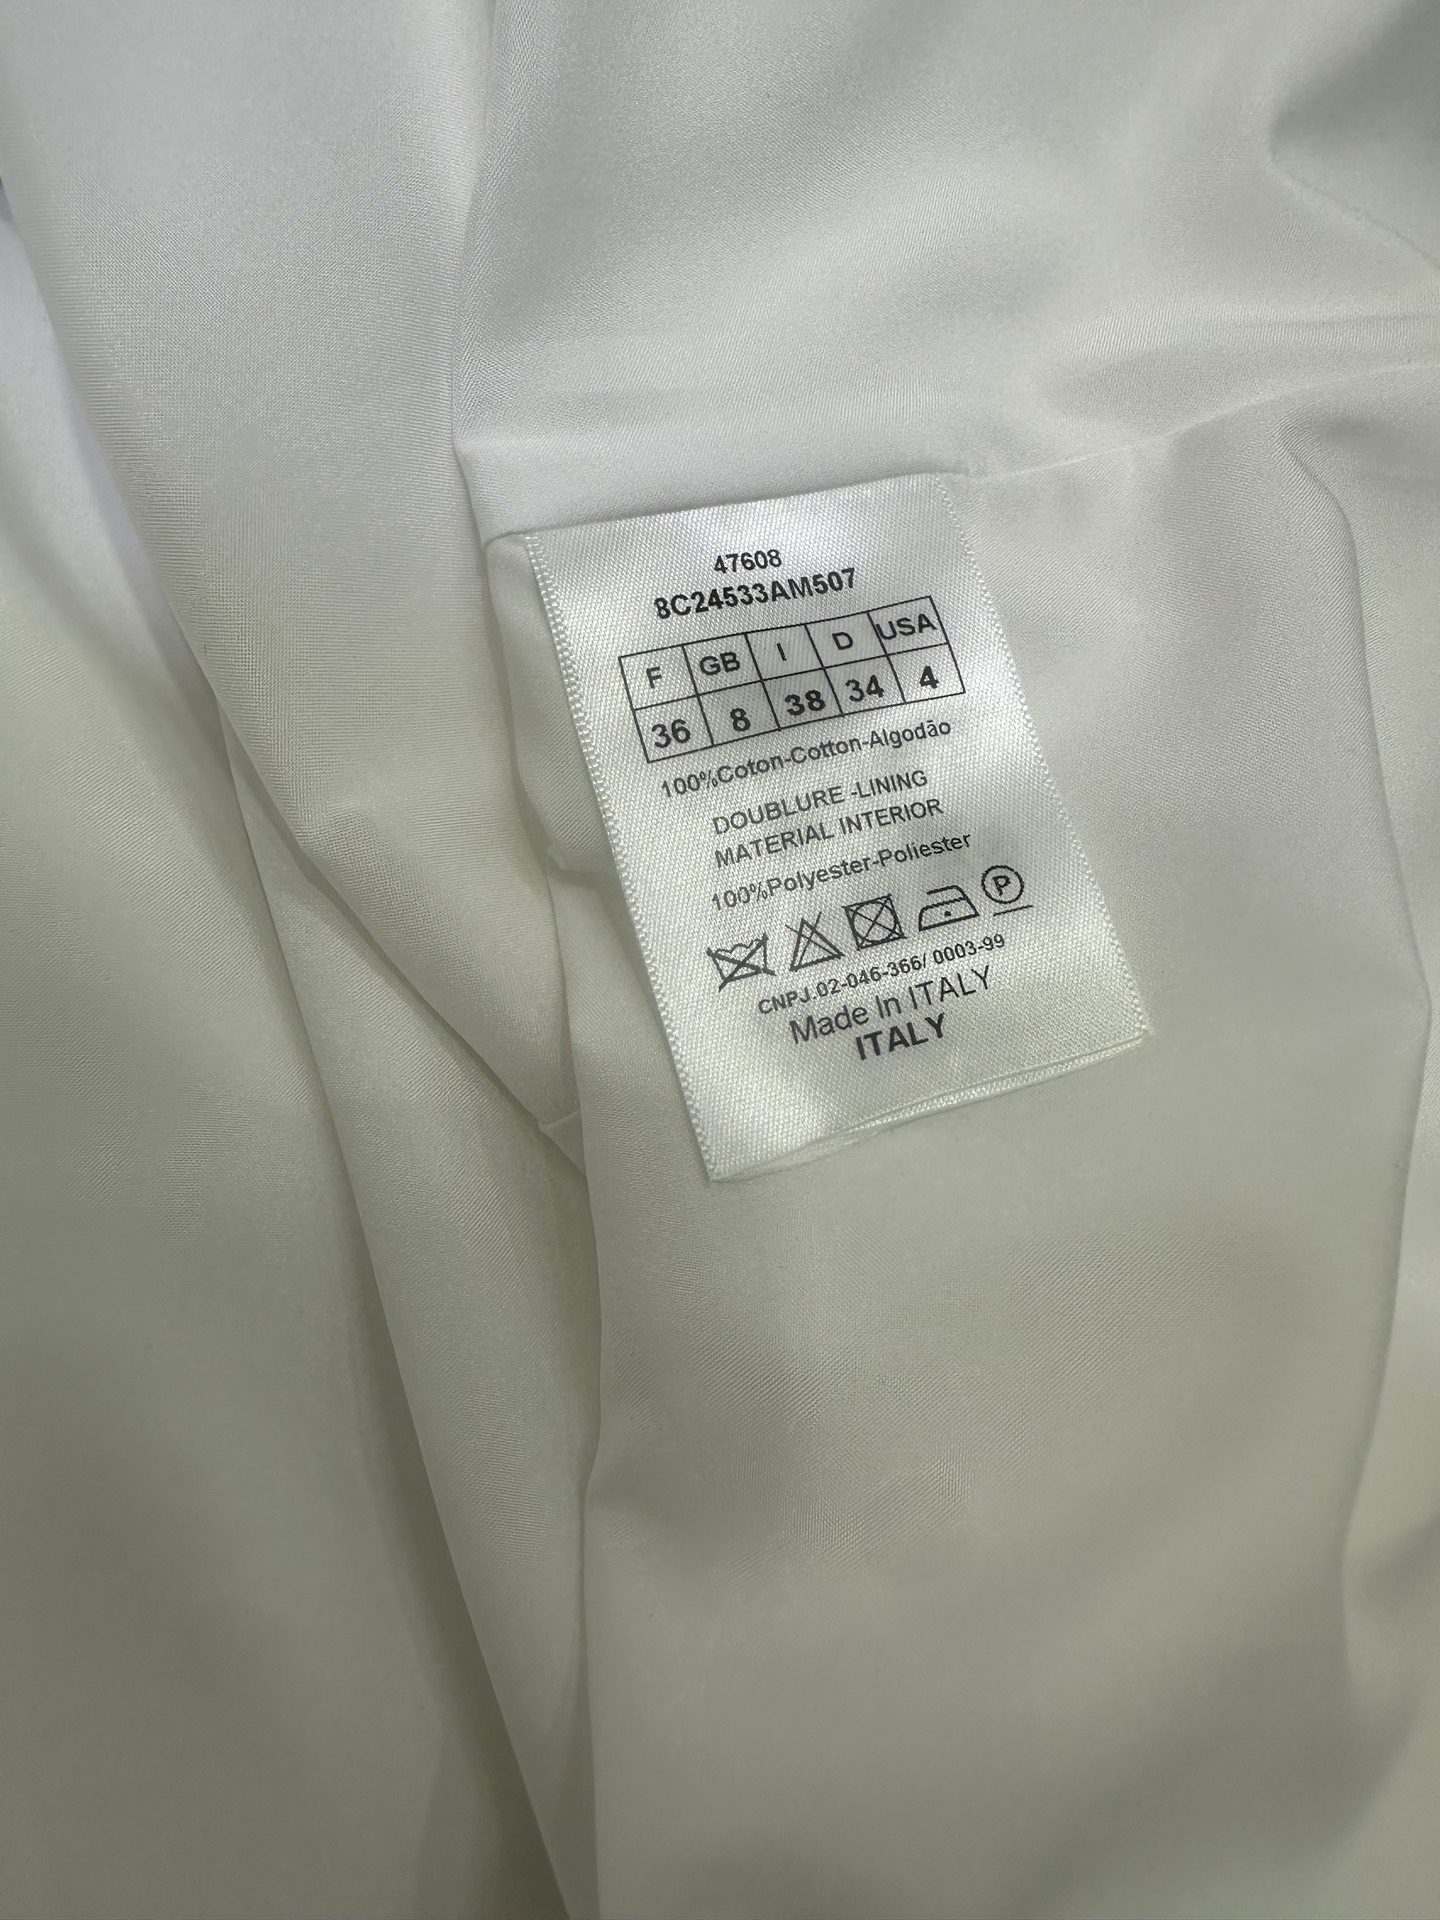 47608
8C24533AM507
F GB I D USA
36 8 38 34 4
100%Coton-Cotton-Algodão
DOUBLURE -LINING
MATERIAL INTERIOR
100%Polyester-Poliester
P
CNPJ.02-046-366/ 0003-99
Made In ITALY
ITALY